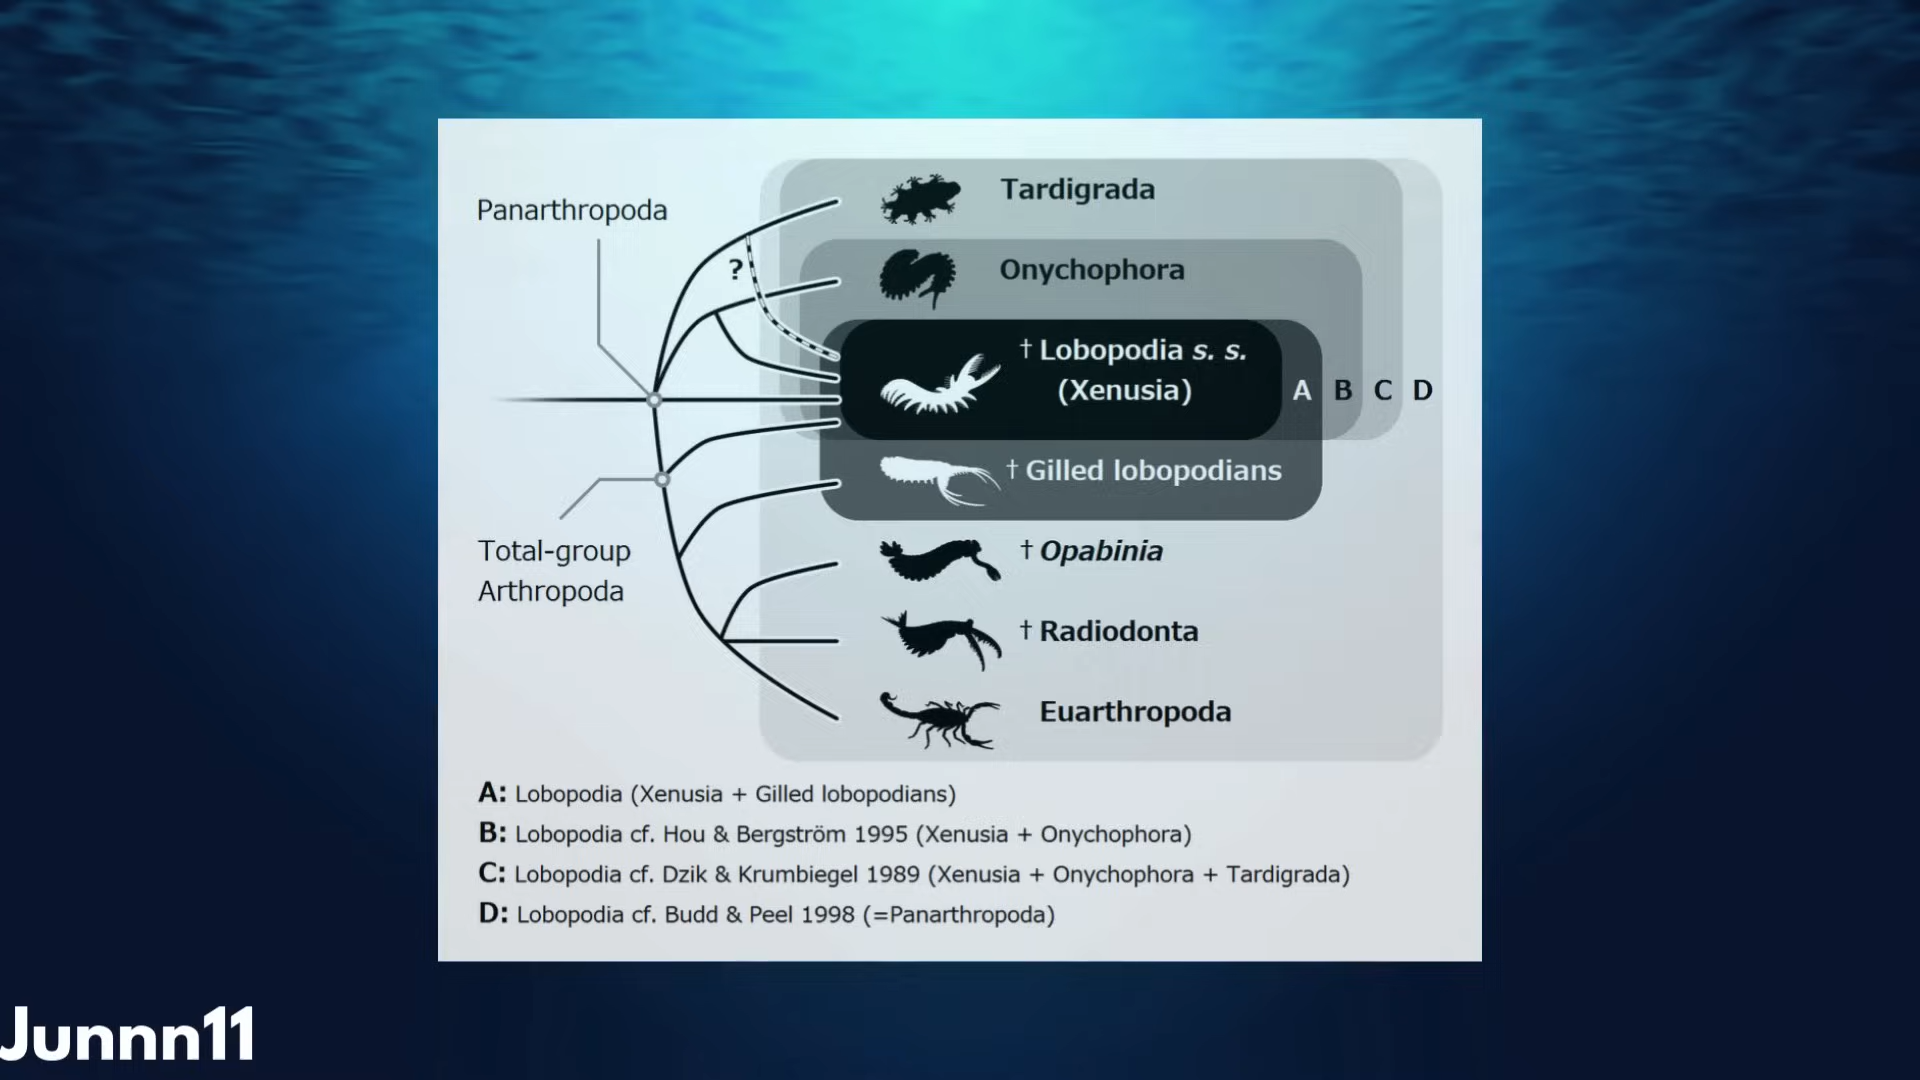 Panarthropoda
Tardigrada
?
Onychophora
† Lobopodia s. s.
(Xenusia)
A B C D
† Gilled lobopodians
Total-group
Arthropoda
† Opabinia
† Radiodonta
Euarthropoda
A: Lobopodia (Xenusia + Gilled lobopodians)
B: Lobopodia cf. Hou & Bergström 1995 (Xenusia + Onychophora)
C: Lobopodia cf. Dzik & Krumbiegel 1989 (Xenusia + Onychophora + Tardigrada)
D: Lobopodia cf. Budd & Peel 1998 (=Panarthropoda)
Junnn11